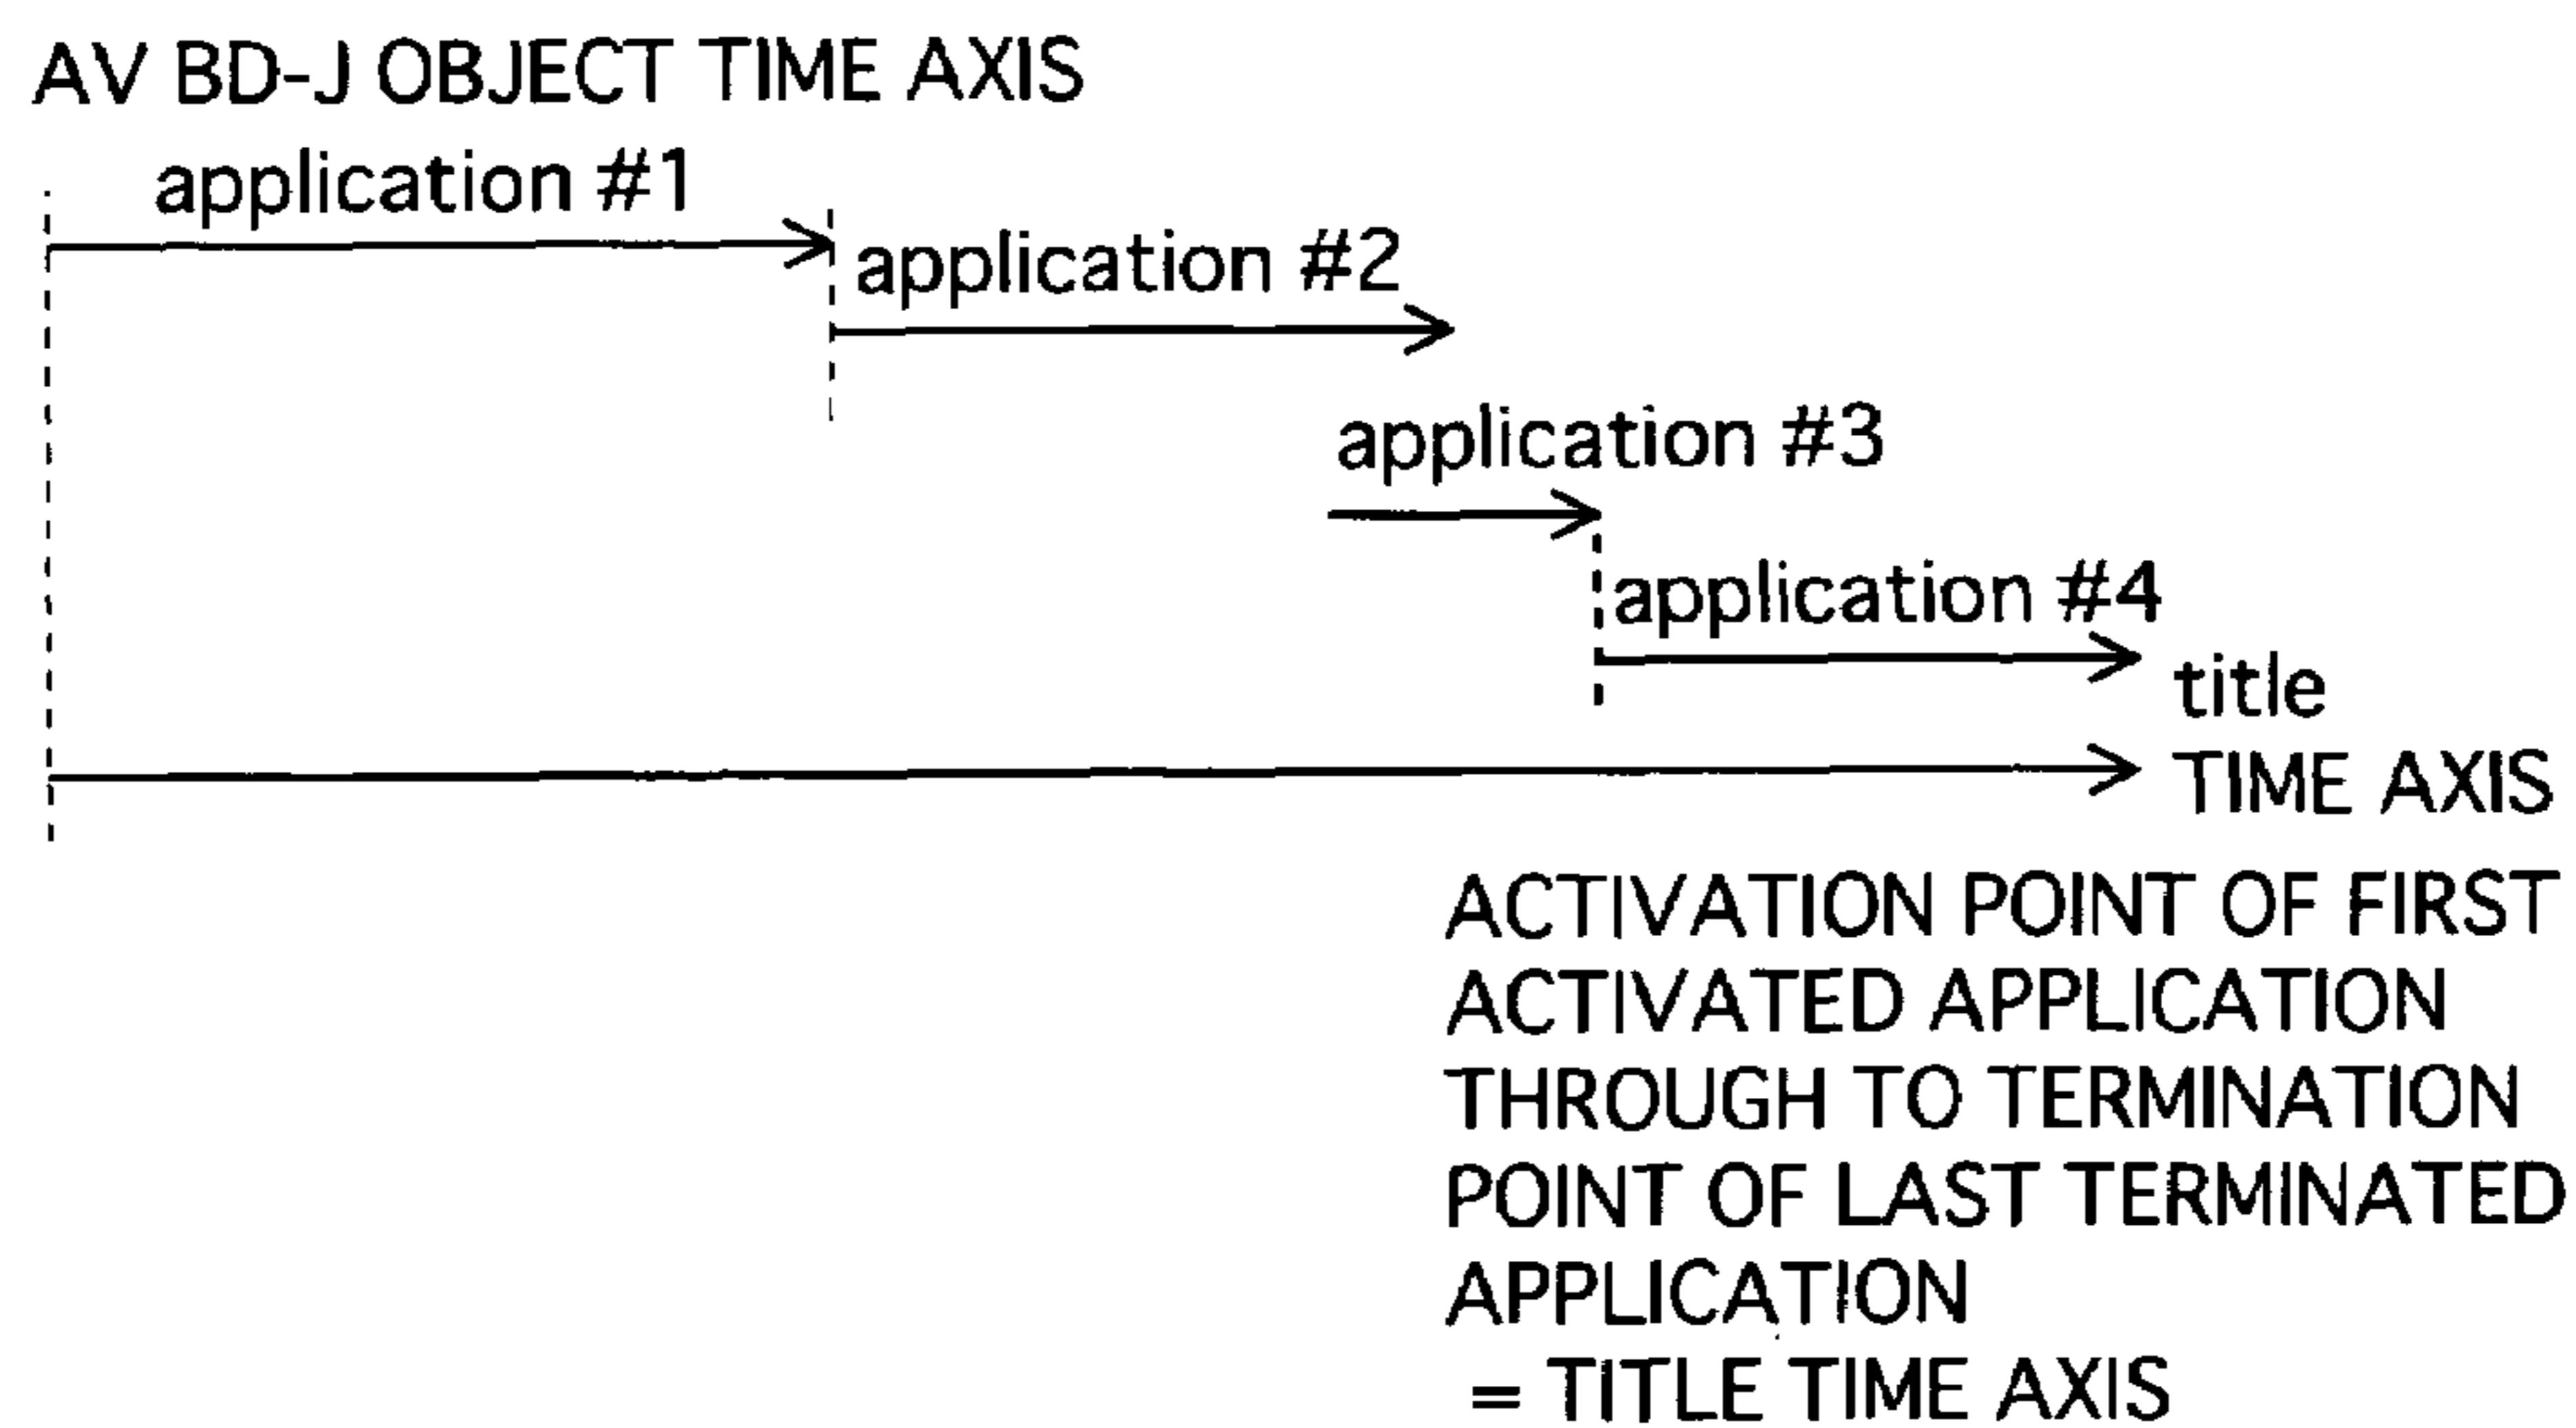 AV BD-J OBJECT TIME AXIS
application #1
application #2
application #3
application #4
title
TIME AXIS
ACTIVATION POINT OF FIRST
ACTIVATED APPLICATION
THROUGH TO TERMINATION
POINT OF LAST TERMINATED
APPLICATION
= TITLE TIME AXIS